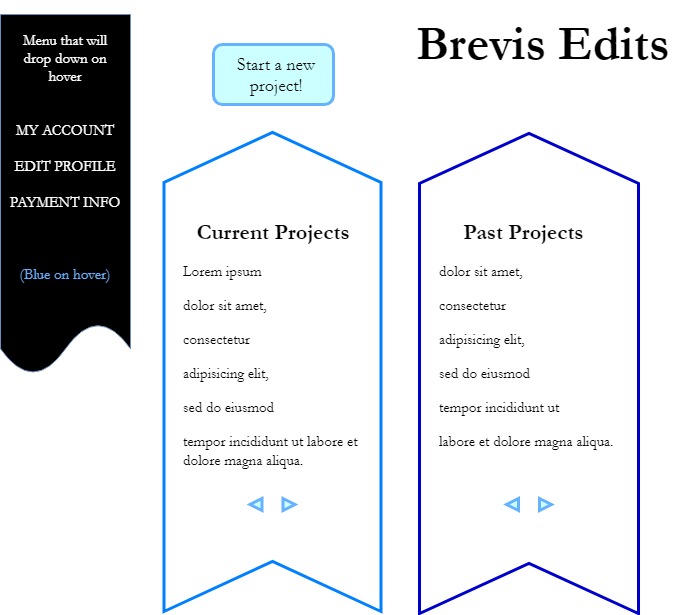 Menu that will
drop down on
hover
MY ACCOUNT
EDIT PROFILE
PAYMENT INFO
(Blue on hover)
Start a new
project!
Brevis Edits
Current Projects
Lorem ipsum
dolor sit amet,
consectetur
adipisicing elit,
sed do eiusmod
tempor incididunt ut labore et
dolore magna aliqua.
Past Projects
dolor sit amet,
consectetur
adipisicing elit,
sed do eiusmod
tempor incididunt ut
labore et dolore magna aliqua.